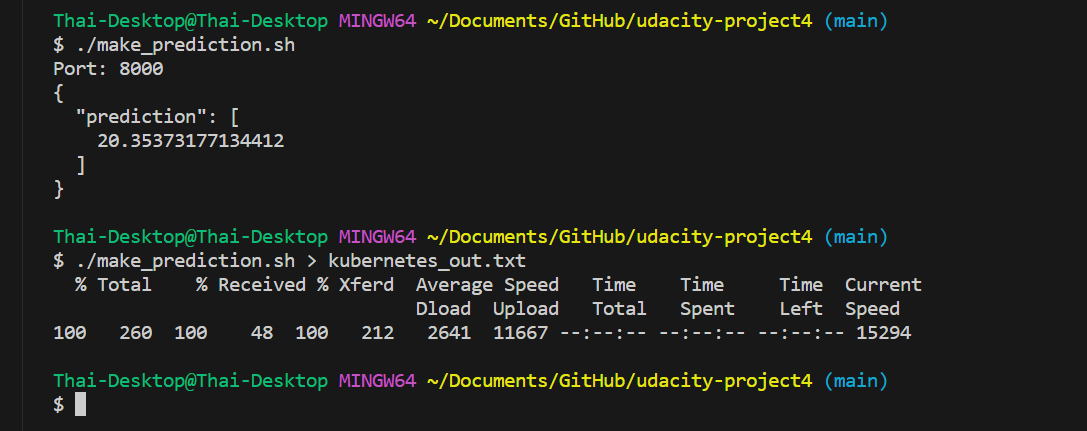 Thai-Desktop@Thai-Desktop MINGW64 ~/Documents/GitHub/udacity-project4 (main)
$ ./make_prediction.sh
Port: 8000
{
  "prediction": [
    20.35373177134412
  ]
}

Thai-Desktop@Thai-Desktop MINGW64 ~/Documents/GitHub/udacity-project4 (main)
$ ./make_prediction.sh > kubernetes_out.txt
  % Total    % Received % Xferd  Average Speed   Time    Time     Time  Current
                                 Dload  Upload   Total   Spent    Left  Speed
100   260  100    48  100   212   2641  11667 --:--:-- --:--:-- --:--:-- 15294

Thai-Desktop@Thai-Desktop MINGW64 ~/Documents/GitHub/udacity-project4 (main)
$